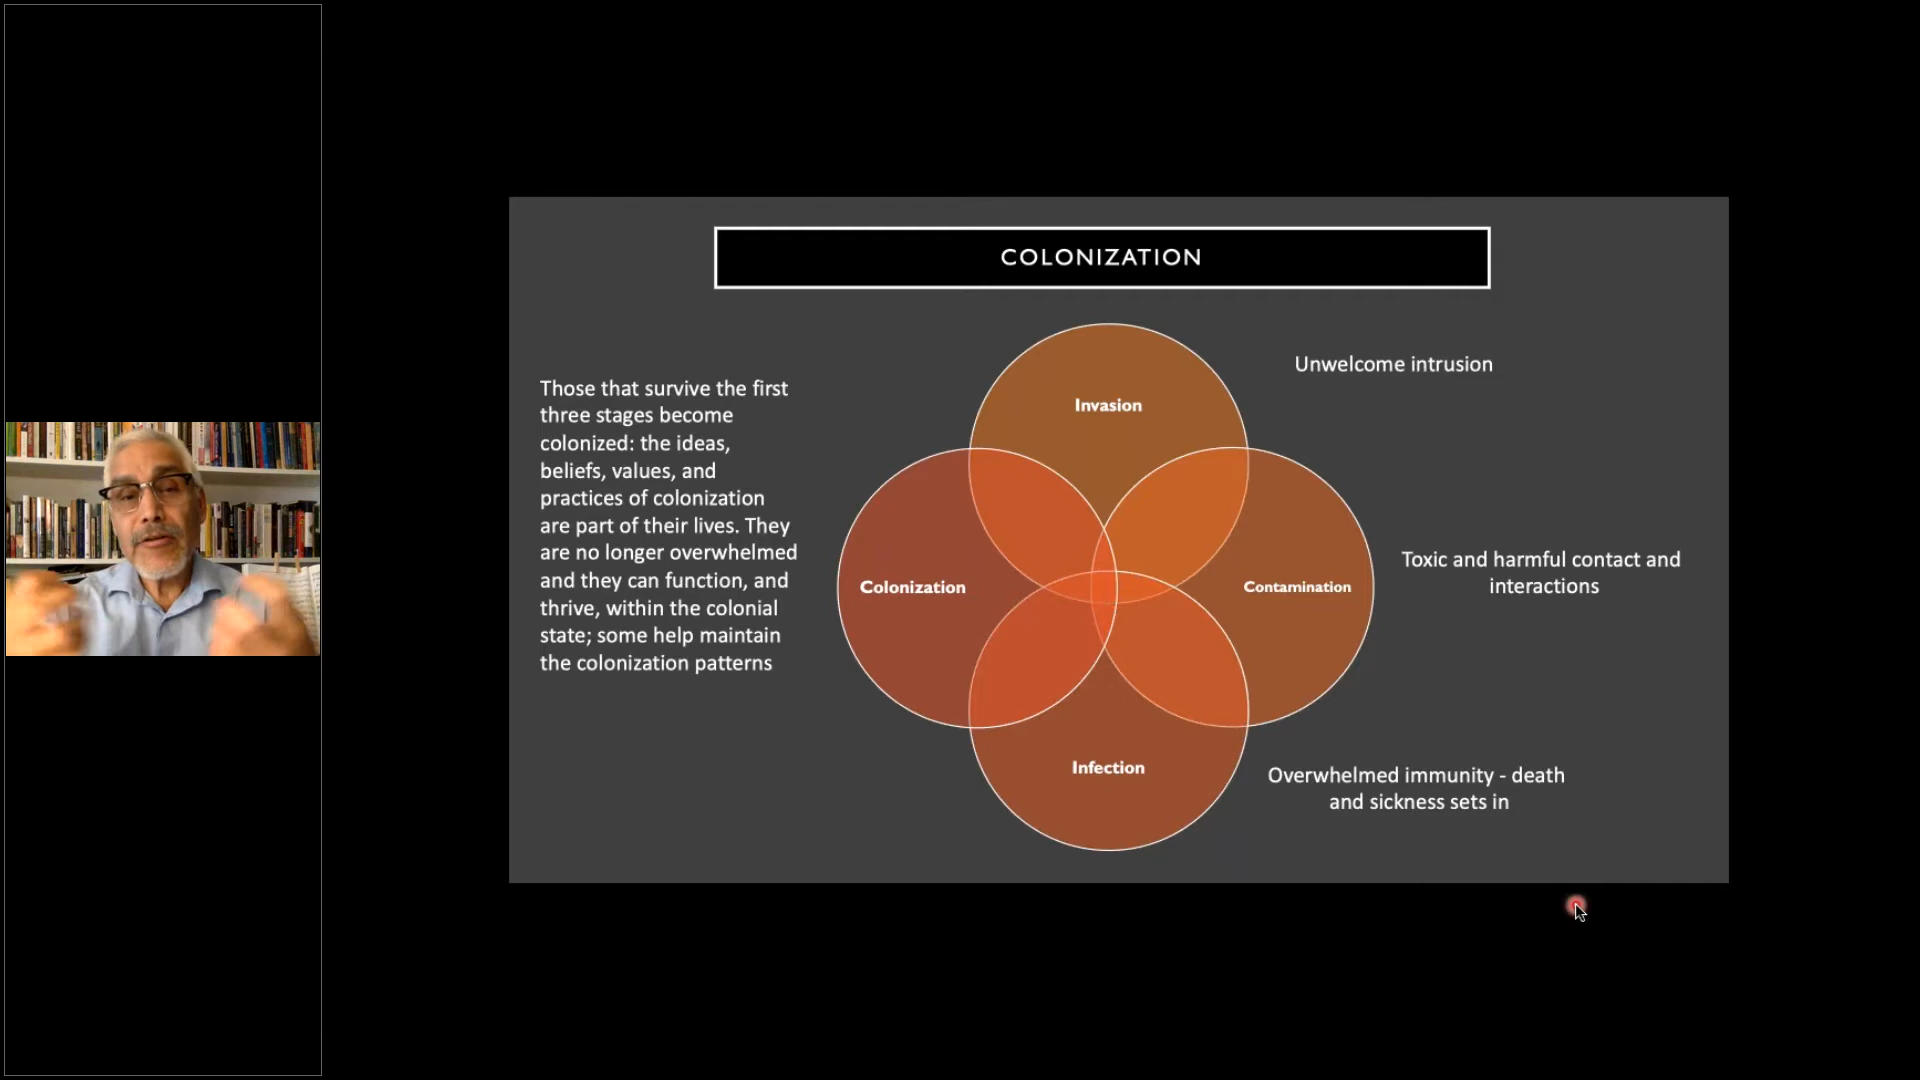 COLONIZATION
Those that survive the first
three stages become
colonized: the ideas,
beliefs, values, and
practices of colonization
are part of their lives. They
are no longer overwhelmed
and they can function, and
thrive, within the colonial
state; some help maintain
the colonization patterns
Invasion
Unwelcome intrusion
Colonization
Contamination
Toxic and harmful contact and
interactions
Infection
Overwhelmed immunity - death
and sickness sets in